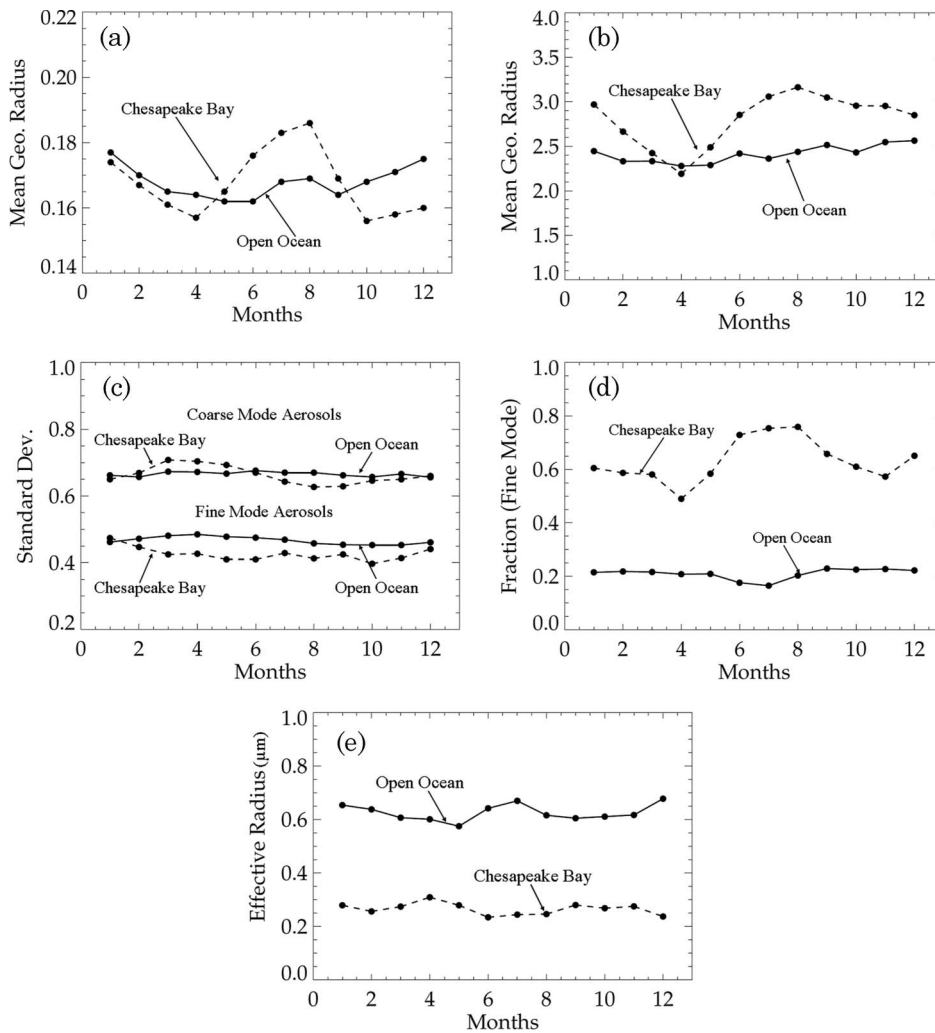 (a)
Mean Geo. Radius
0.22
0.20
0.18
0.16
0.14
Chesapeake Bay
Open Ocean
0 2 4 6 8 10 12
Months
(b)
Mean Geo. Radius
4.0
3.5
3.0
2.5
2.0
1.5
1.0
Chesapeake Bay
Open Ocean
0 2 4 6 8 10 12
Months
(c)
Standard Dev.
1.0
0.8
0.6
0.4
0.2
Coarse Mode Aerosols
Chesapeake Bay
Open Ocean
Fine Mode Aerosols
Chesapeake Bay
Open Ocean
0 2 4 6 8 10 12
Months
(d)
Fraction (Fine Mode)
1.0
0.8
0.6
0.4
0.2
0.0
Chesapeake Bay
Open Ocean
0 2 4 6 8 10 12
Months
(e)
Effective Radius (µm)
1.0
0.8
0.6
0.4
0.2
0.0
Open Ocean
Chesapeake Bay
0 2 4 6 8 10 12
Months